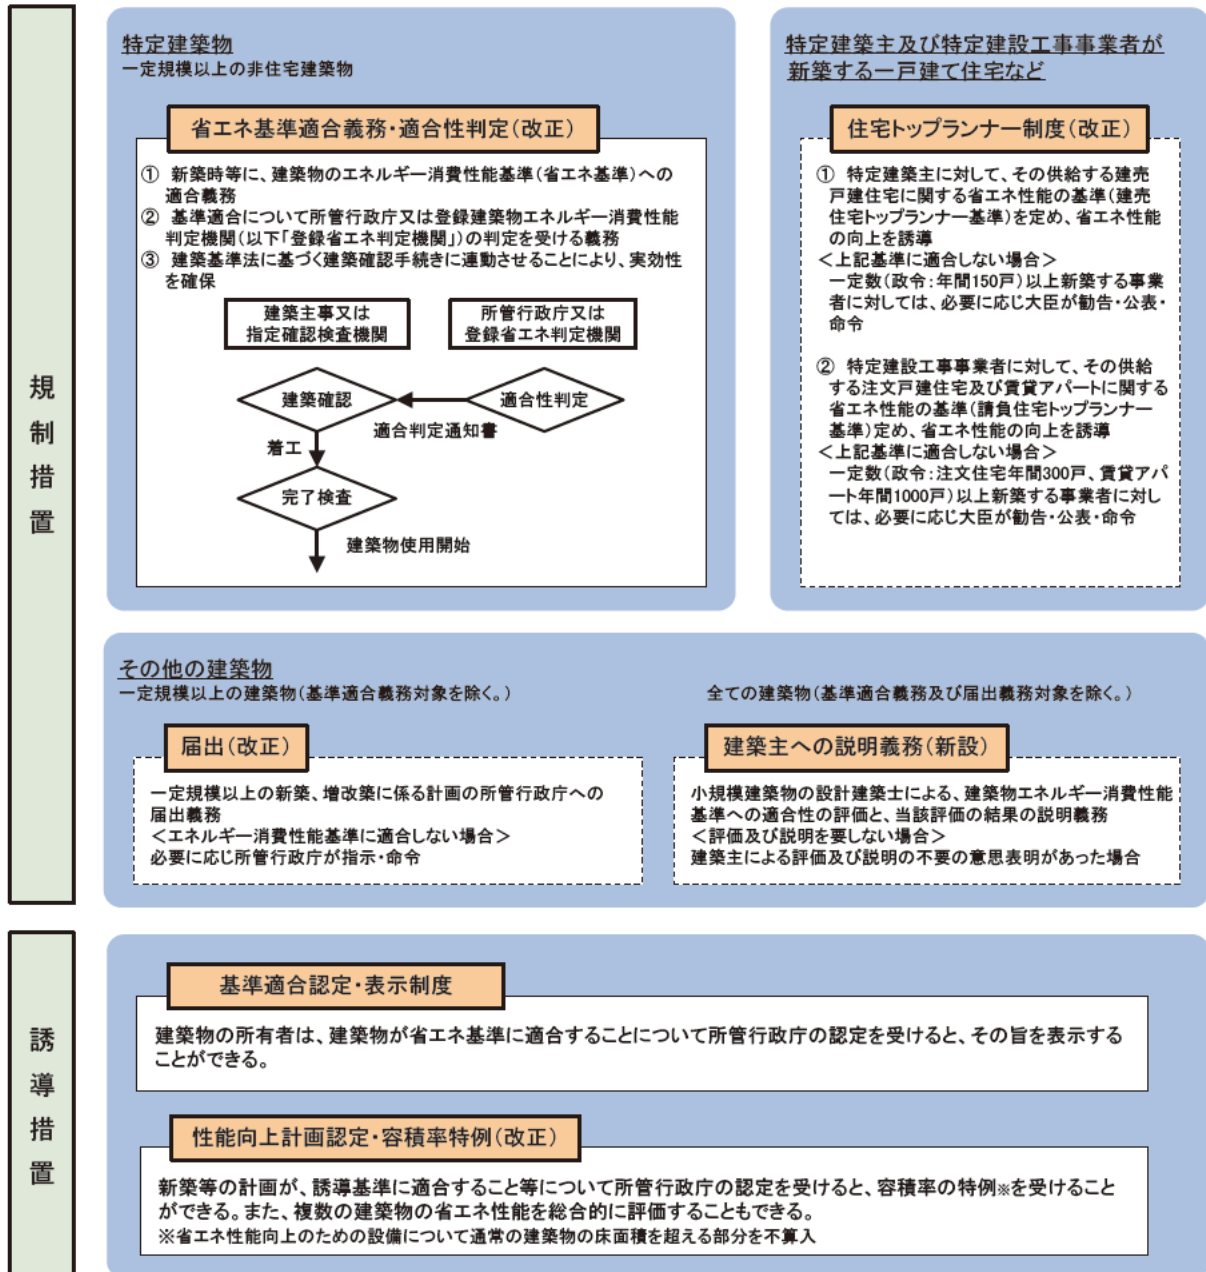 規制措置
特定建築物
一定規模以上の非住宅建築物
省エネ基準適合義務・適合性判定(改正)
① 新築時等に、建築物のエネルギー消費性能基準(省エネ基準)への
適合義務
② 基準適合について所管行政庁又は登録建築物エネルギー消費性能
判定機関(以下「登録省エネ判定機関」)の判定を受ける義務
③ 建築基準法に基づく建築確認手続きに連動させることにより、実効性
を確保
建築主事又は
指定確認検査機関
所管行政庁又は
登録省エネ判定機関
建築確認
適合性判定
適合判定通知書
着工
完了検査
建築物使用開始
特定建築主及び特定建設工事事業者が
新築する一戸建て住宅など
住宅トップランナー制度(改正)
① 特定建築主に対して、その供給する建売
戸建住宅に関する省エネ性能の基準(建売
住宅トップランナー基準)を定め、省エネ性能
の向上を誘導
<上記基準に適合しない場合>
一定数(政令:年間150戸)以上新築する事業
者に対しては、必要に応じ大臣が勧告・公表・
命令
② 特定建設工事事業者に対して、その供給
する注文戸建住宅及び賃貸アパートに関する
省エネ性能の基準(請負住宅トップランナー
基準)定め、省エネ性能の向上を誘導
<上記基準に適合しない場合>
一定数(政令:注文住宅年間300戸、賃貸アパ
ート年間1000戸)以上新築する事業者に対し
ては、必要に応じ大臣が勧告・公表・命令
その他の建築物
一定規模以上の建築物(基準適合義務対象を除く。)
届出(改正)
一定規模以上の新築、増改築に係る計画の所管行政庁への
届出義務
<エネルギー消費性能基準に適合しない場合>
必要に応じ所管行政庁が指示・命令
全ての建築物(基準適合義務及び届出義務対象を除く。)
建築主への説明義務(新設)
小規模建築物の設計建築士による、建築物エネルギー消費性能
基準への適合性の評価と、当該評価の結果の説明義務
<評価及び説明を要しない場合>
建築主による評価及び説明の不要の意思表明があった場合
誘導措置
基準適合認定・表示制度
建築物の所有者は、建築物が省エネ基準に適合することについて所管行政庁の認定を受けると、その旨を表示する
ことができる。
性能向上計画認定・容積率特例(改正)
新築等の計画が、誘導基準に適合すること等について所管行政庁の認定を受けると、容積率の特例※を受けること
ができる。また、複数の建築物の省エネ性能を総合的に評価することもできる。
※省エネ性能向上のための設備について通常の建築物の床面積を超える部分を不算入